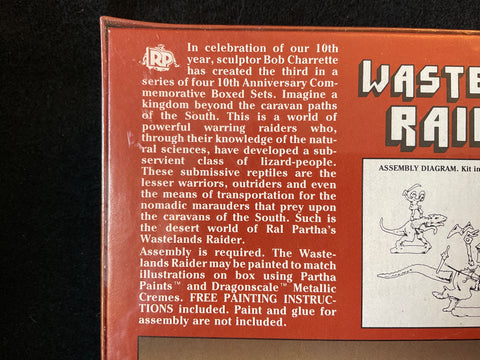 RP
In celebration of our 10th
year, sculptor Bob Charrette
has created the third in a
series of four 10th Anniversary Com-
memorative Boxed Sets. Imagine a
kingdom beyond the caravan paths
of the South. This is a world of
powerful warring raiders who,
through their knowledge of the natu-
ral sciences, have developed a sub-
servient class of lizard-people.
These submissive reptiles are the
lesser warriors, outriders and even
the means of transportation for the
nomadic marauders that prey upon
the caravans of the South. Such is
the desert world of Ral Partha's
Wastelands Raider.
Assembly is required. The Waste-
lands Raider may be painted to match
illustrations on box using Partha
Paints™ and Dragonscale™ Metallic
Cremes. FREE PAINTING INSTRUC-
TIONS included. Paint and glue for
assembly are not included.
WASTE
RAI
ASSEMBLY DIAGRAM. Kit in